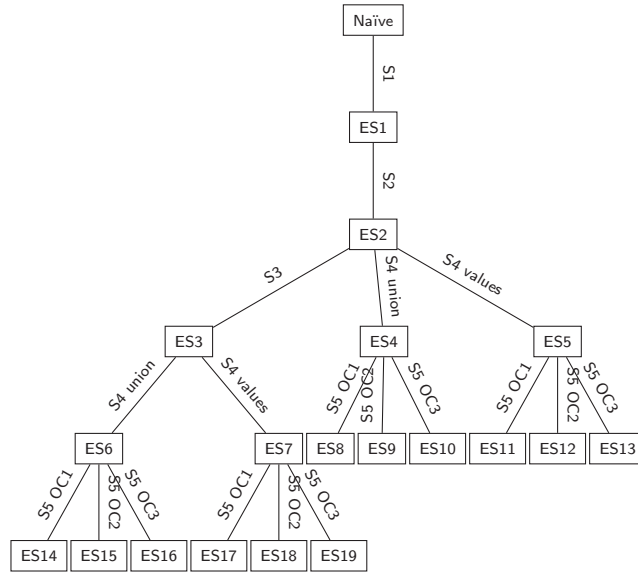 Naïve
S1
ES1
S2
ES2
S3
S4 union
S4 values
ES3
ES4
ES5
S4 union
S4 values
S5 OC1
S5 OC2
S5 OC3
S5 OC1
S5 OC2
S5 OC3
ES6
ES7
ES8
ES9
ES10
ES11
ES12
ES13
S5 OC1
S5 OC2
S5 OC3
S5 OC1
S5 OC2
S5 OC3
ES14
ES15
ES16
ES17
ES18
ES19